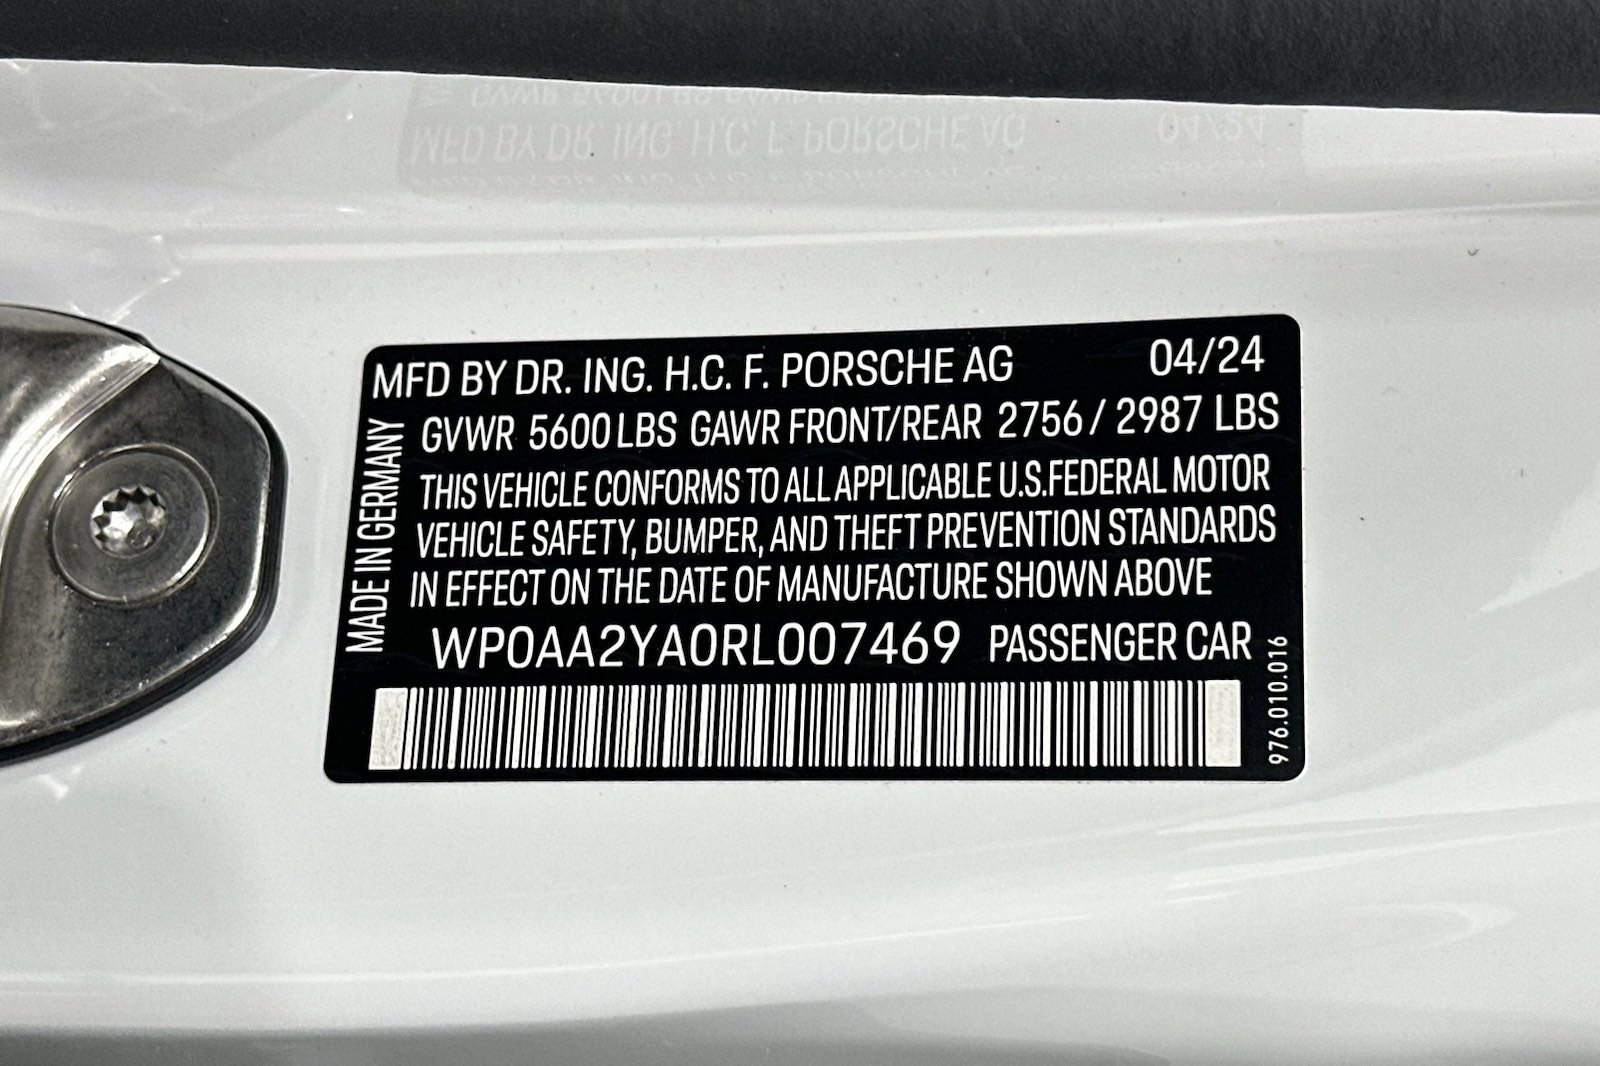 MFD BY DR. ING. H.C. F. PORSCHE AG 04/24
GVWR 5600 LBS GAWR FRONT/REAR 2756 / 2987 LBS
THIS VEHICLE CONFORMS TO ALL APPLICABLE U.S.FEDERAL MOTOR
VEHICLE SAFETY, BUMPER, AND THEFT PREVENTION STANDARDS
IN EFFECT ON THE DATE OF MANUFACTURE SHOWN ABOVE
WP0AA2YA0RL007469 PASSENGER CAR
MADE IN GERMANY
976.010.016